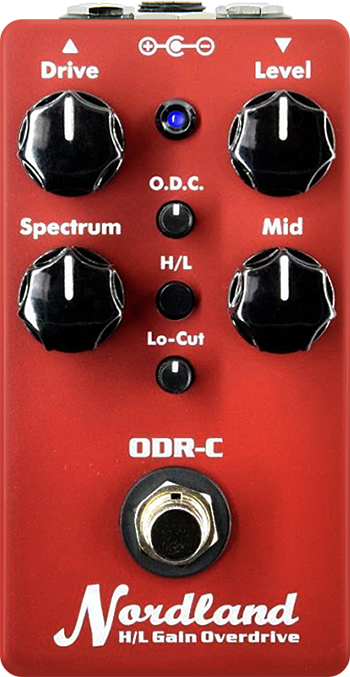 Drive
Level
O.D.C.
Spectrum
Mid
H/L
Lo-Cut
ODR-C
Nordland
H/L Gain Overdrive